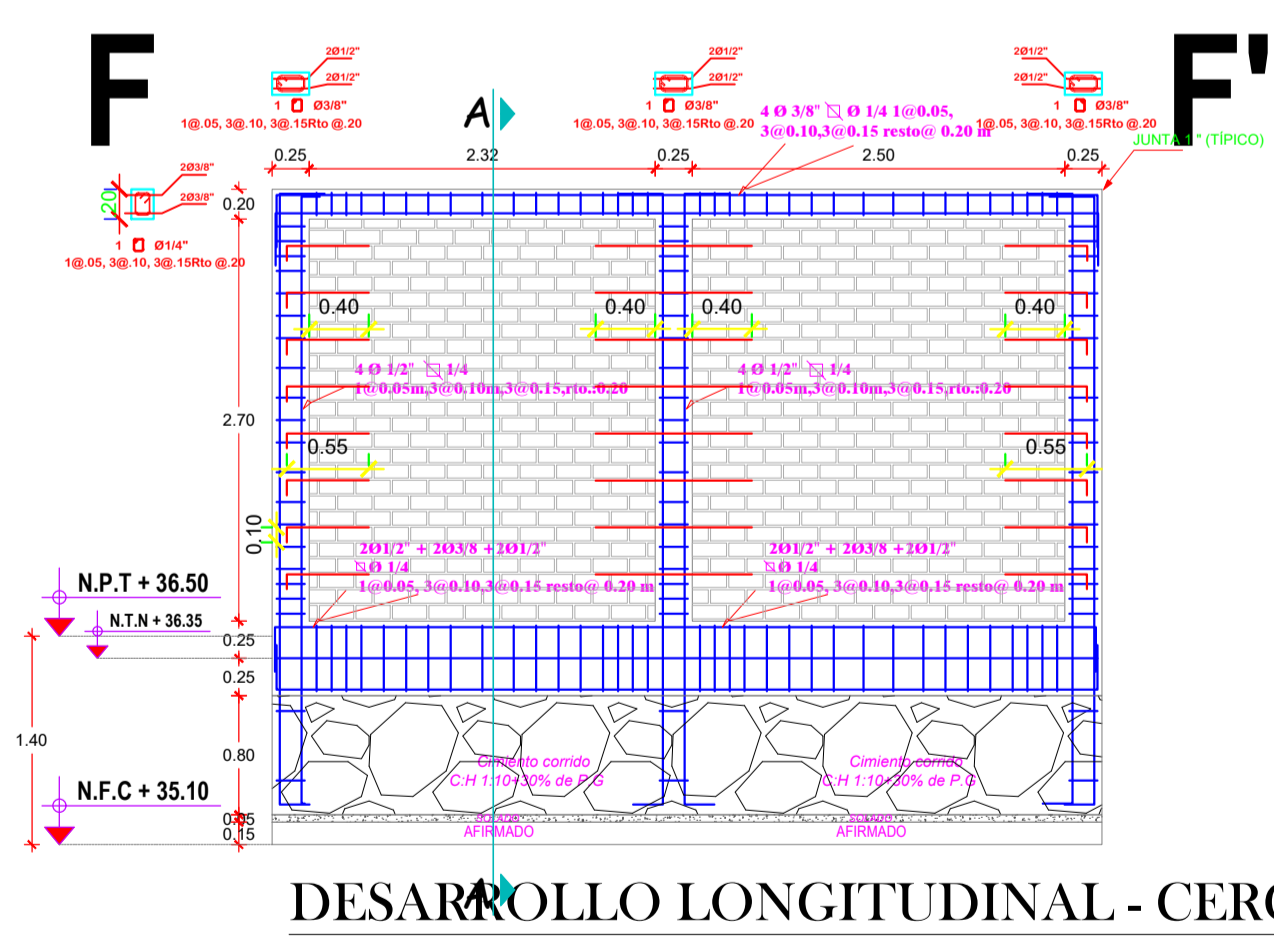 F
F'
2Ø1/2"
2Ø1/2"
1 Ø3/8"
1@.05, 3@.10, 3@.15Rto @.20
2Ø1/2"
2Ø1/2"
1 Ø3/8"
1@.05, 3@.10, 3@.15Rto @.20
2Ø1/2"
2Ø1/2"
1 Ø3/8"
1@.05, 3@.10, 3@.15Rto @.20
A
4 Ø 3/8" Ø 1/4 1@0.05,
3@0.10,3@0.15 resto@ 0.20 m
JUNTA 1 " (TÍPICO)
0.25
2.32
0.25
2.50
0.25
2Ø3/8"
2Ø3/8"
.20
1 Ø1/4"
1@.05, 3@.10, 3@.15Rto @.20
0.20
0.40
0.40
0.40
0.40
4 Ø 1/2" 1/4
1@0.05m,3@0.10m,3@0.15,rto.:0.20
4 Ø 1/2" 1/4
1@0.05m,3@0.10m,3@0.15,rto.:0.20
2.70
0.55
0.55
0.10
2Ø1/2" + 2Ø3/8 +2Ø1/2"
Ø 1/4
1@0.05, 3@0.10,3@0.15 resto@ 0.20 m
2Ø1/2" + 2Ø3/8 +2Ø1/2"
Ø 1/4
1@0.05, 3@0.10,3@0.15 resto@ 0.20 m
N.P.T + 36.50
N.T.N + 36.35
0.25
0.25
1.40
0.80
Cimiento corrido
C:H 1:10+30% de P.G
Cimiento corrido
C:H 1:10+30% de P.G
N.F.C + 35.10
0.05
0.15
SOLADO
AFIRMADO
SOLADO
AFIRMADO
DESARROLLO LONGITUDINAL - CERC